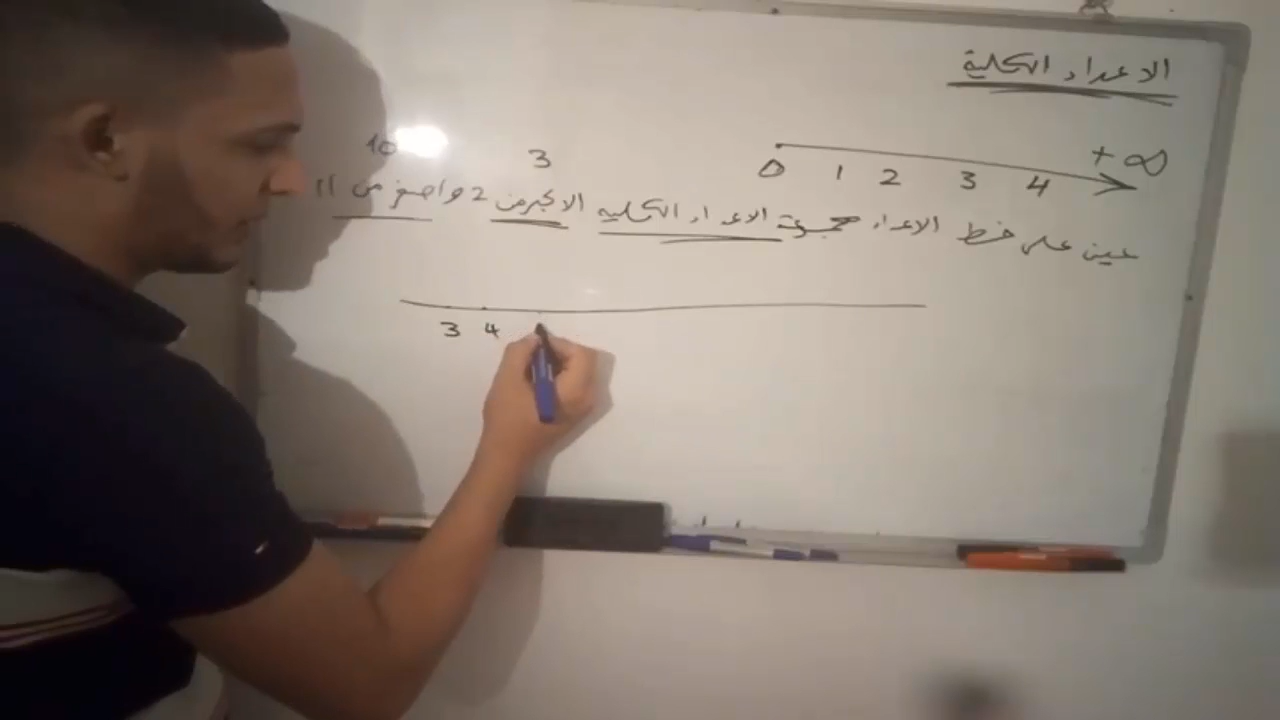 الاعداد الكلية
0 1 2 3 4 +∞
3 10
عين على خط الاعداد مجموعة الاعداد الكلية الاكبر من 2 واصغر من 11
3 4